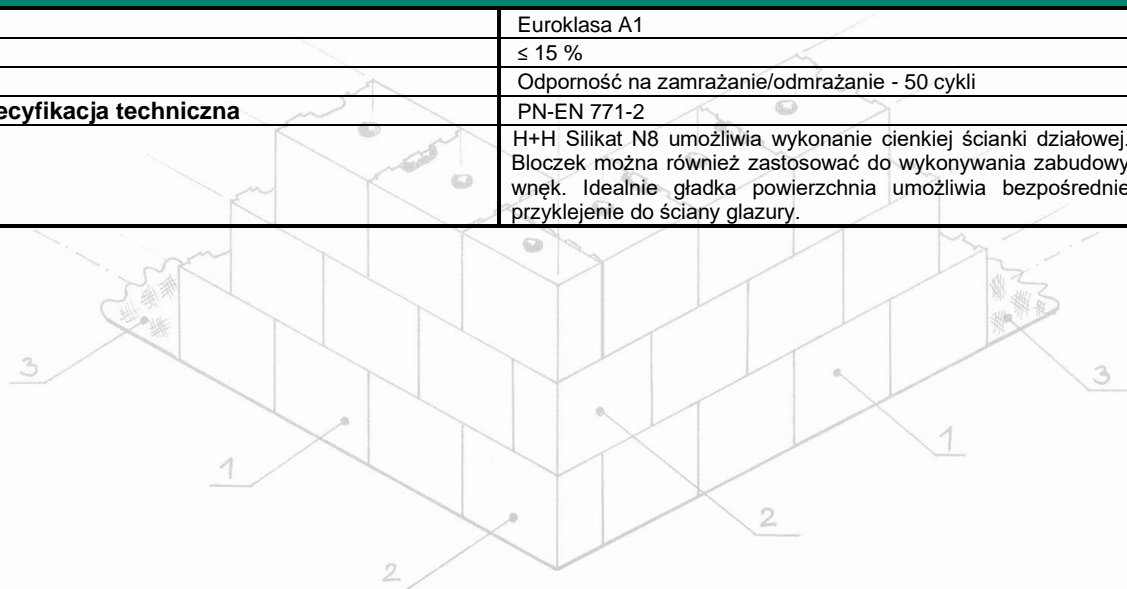 Euroklasa A1
≤ 15 %
Odporność na zamrażanie/odmrażanie - 50 cykli
ecyfikacja techniczna PN-EN 771-2
H+H Silikat N8 umożliwia wykonanie cienkiej ścianki działowej.
Bloczek można również zastosować do wykonywania zabudowy
wnęk. Idealnie gładka powierzchnia umożliwia bezpośrednie
przyklejenie do ściany glazury.
3
3
1
1
2
2